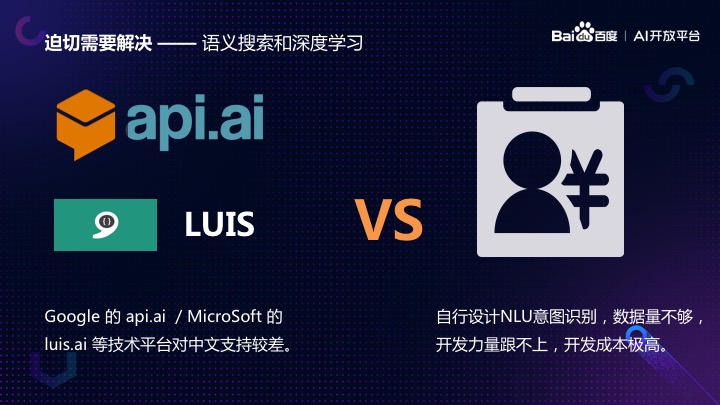 迫切需要解决 —— 语义搜索和深度学习
Baidu百度 | AI开放平台
api.ai
{}
LUIS
VS
¥
Google 的 api.ai / MicroSoft 的
luis.ai 等技术平台对中文支持较差。
自行设计NLU意图识别，数据量不够，
开发力量跟不上，开发成本极高。